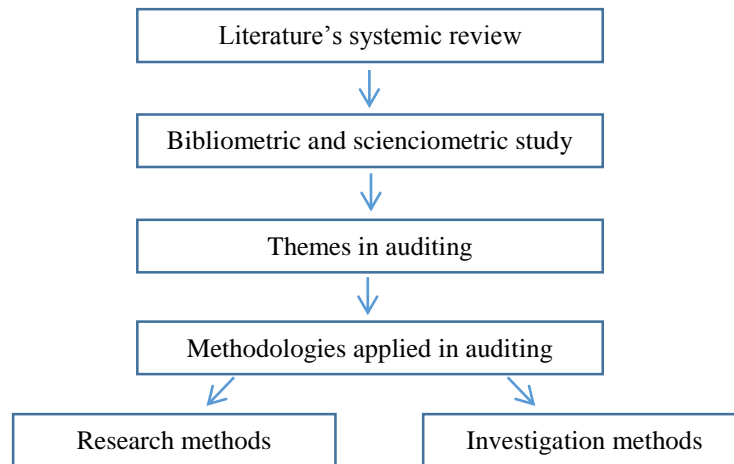 Literature’s systemic review
Bibliometric and scienciometric study
Themes in auditing
Methodologies applied in auditing
Research methods
Investigation methods